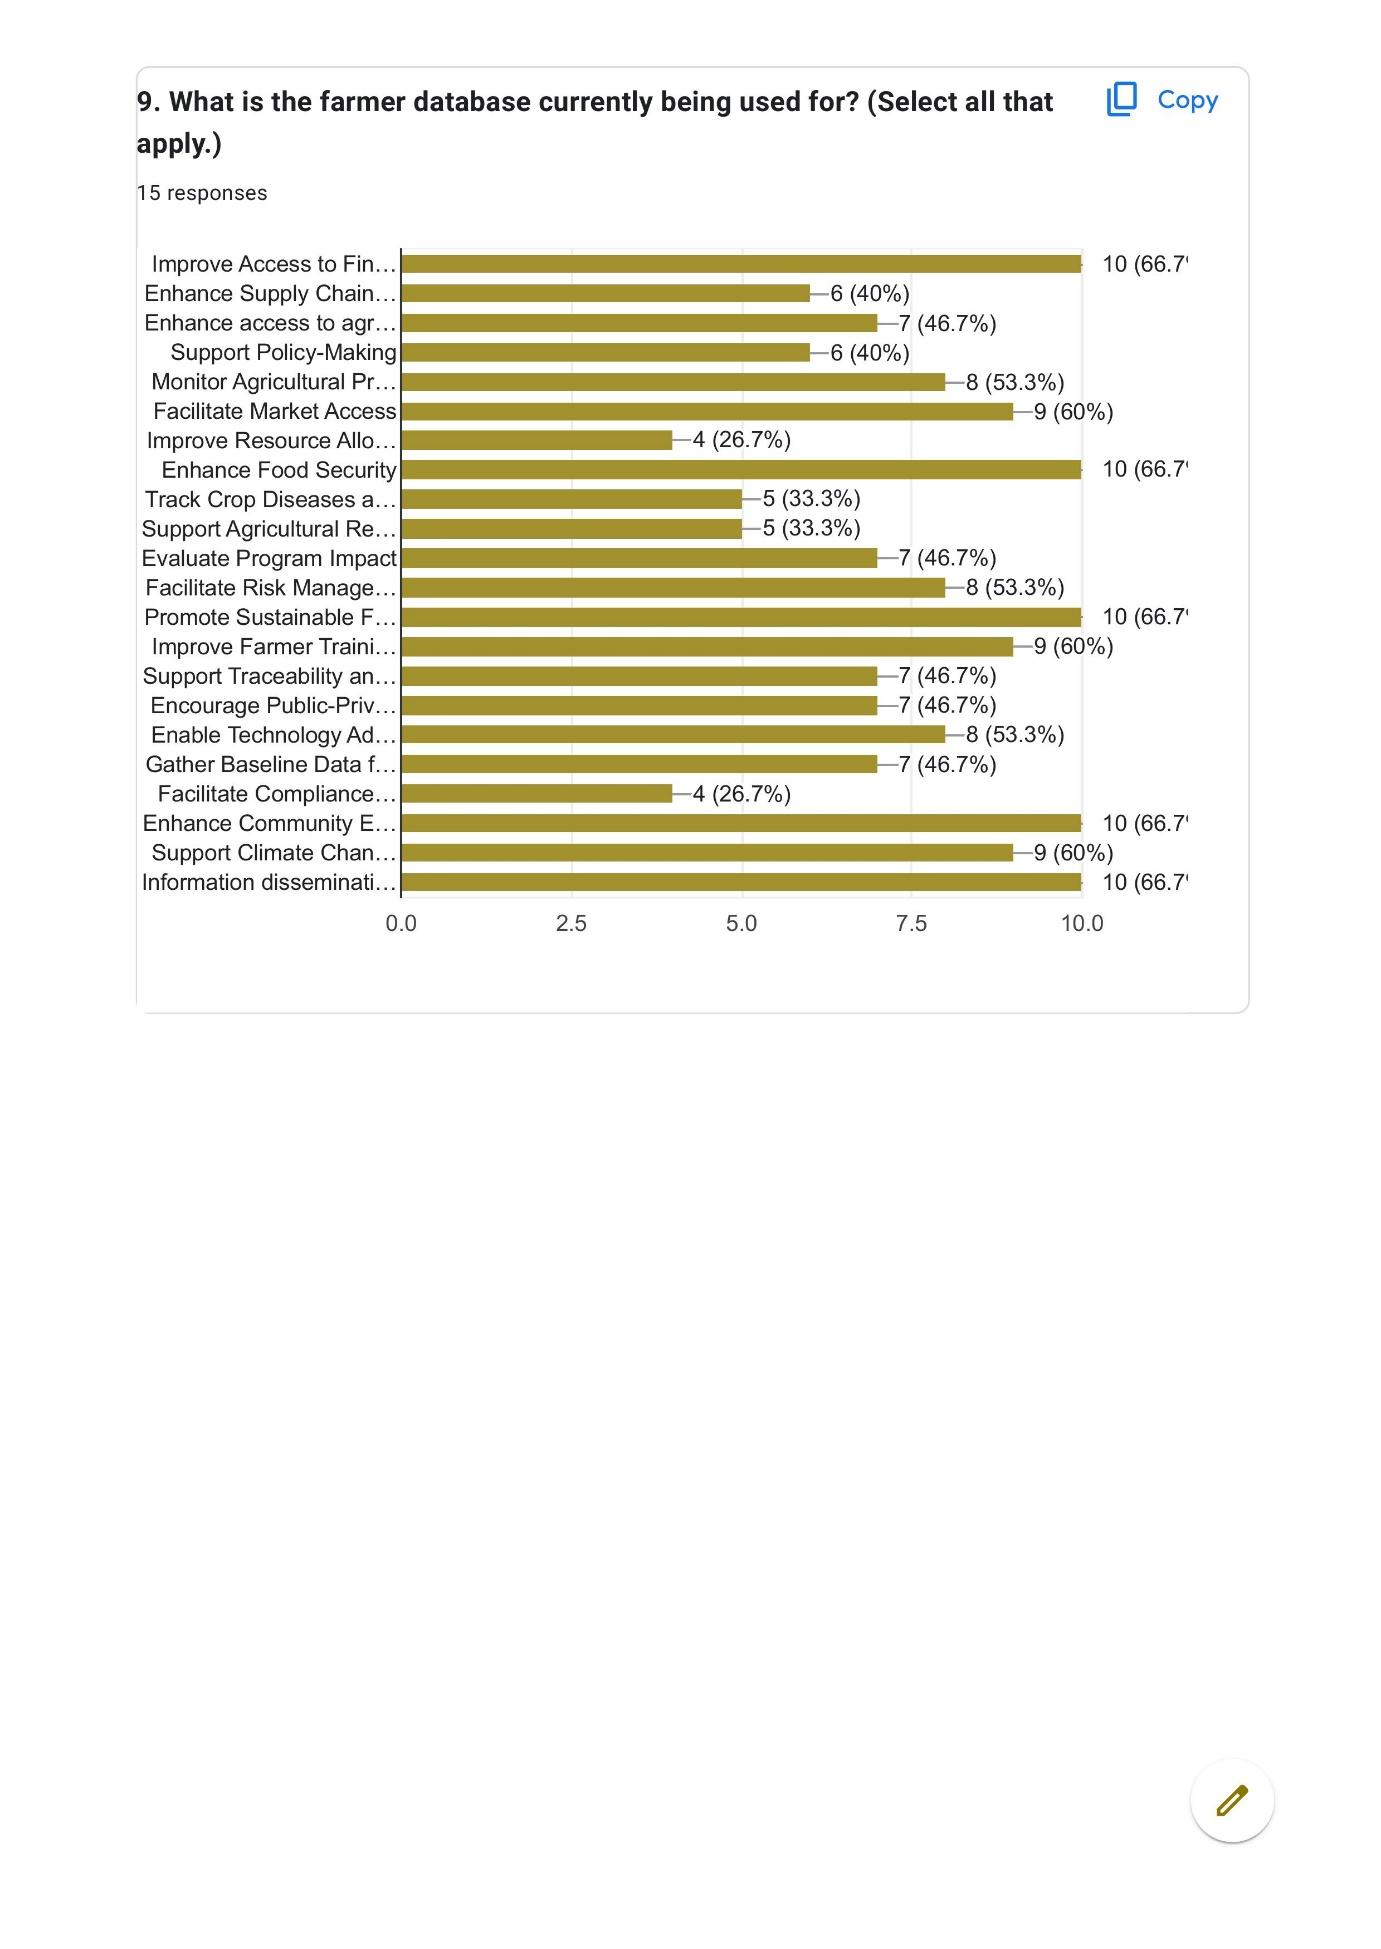 9. What is the farmer database currently being used for? (Select all that
apply.)
Copy
15 responses
Improve Access to Fin… 10 (66.7
Enhance Supply Chain… 6 (40%)
Enhance access to agr… 7 (46.7%)
Support Policy-Making 6 (40%)
Monitor Agricultural Pr… 8 (53.3%)
Facilitate Market Access 9 (60%)
Improve Resource Allo… 4 (26.7%)
Enhance Food Security 10 (66.7
Track Crop Diseases a… 5 (33.3%)
Support Agricultural Re… 5 (33.3%)
Evaluate Program Impact 7 (46.7%)
Facilitate Risk Manage… 8 (53.3%)
Promote Sustainable F… 10 (66.7
Improve Farmer Traini… 9 (60%)
Support Traceability an… 7 (46.7%)
Encourage Public-Priv… 7 (46.7%)
Enable Technology Ad… 8 (53.3%)
Gather Baseline Data f… 7 (46.7%)
Facilitate Compliance… 4 (26.7%)
Enhance Community E… 10 (66.7
Support Climate Chan… 9 (60%)
Information disseminati… 10 (66.7
0.0 2.5 5.0 7.5 10.0